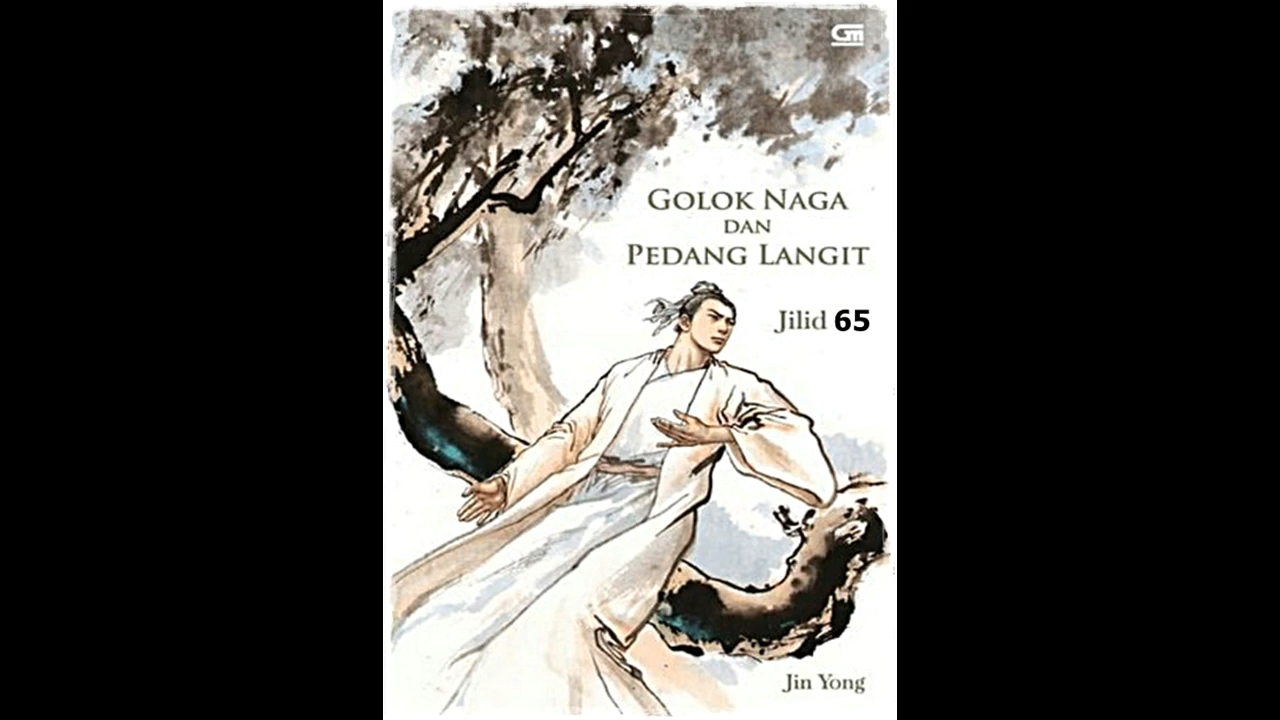 GM
GOLOK NAGA
DAN
PEDANG LANGIT
Jilid 65
Jin Yong